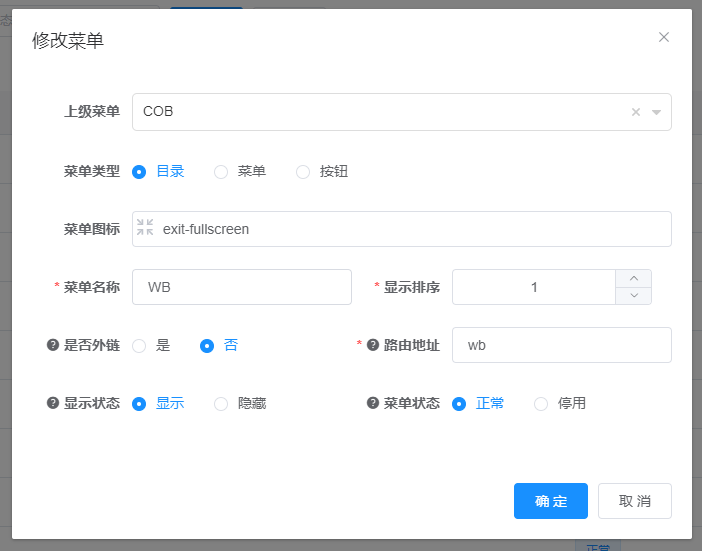 态
修改菜单
上级菜单 COB
菜单类型 目录 菜单 按钮
菜单图标 exit-fullscreen
* 菜单名称 WB * 显示排序 1
? 是否外链 是 否 * ? 路由地址 wb
? 显示状态 显示 隐藏 ? 菜单状态 正常 停用
确 定 取 消
正常